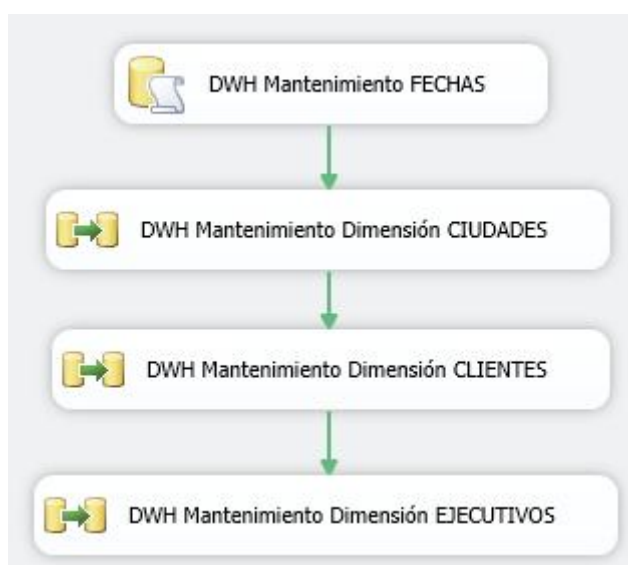 DWH Mantenimiento FECHAS
DWH Mantenimiento Dimensión CIUDADES
DWH Mantenimiento Dimensión CLIENTES
DWH Mantenimiento Dimensión EJECUTIVOS